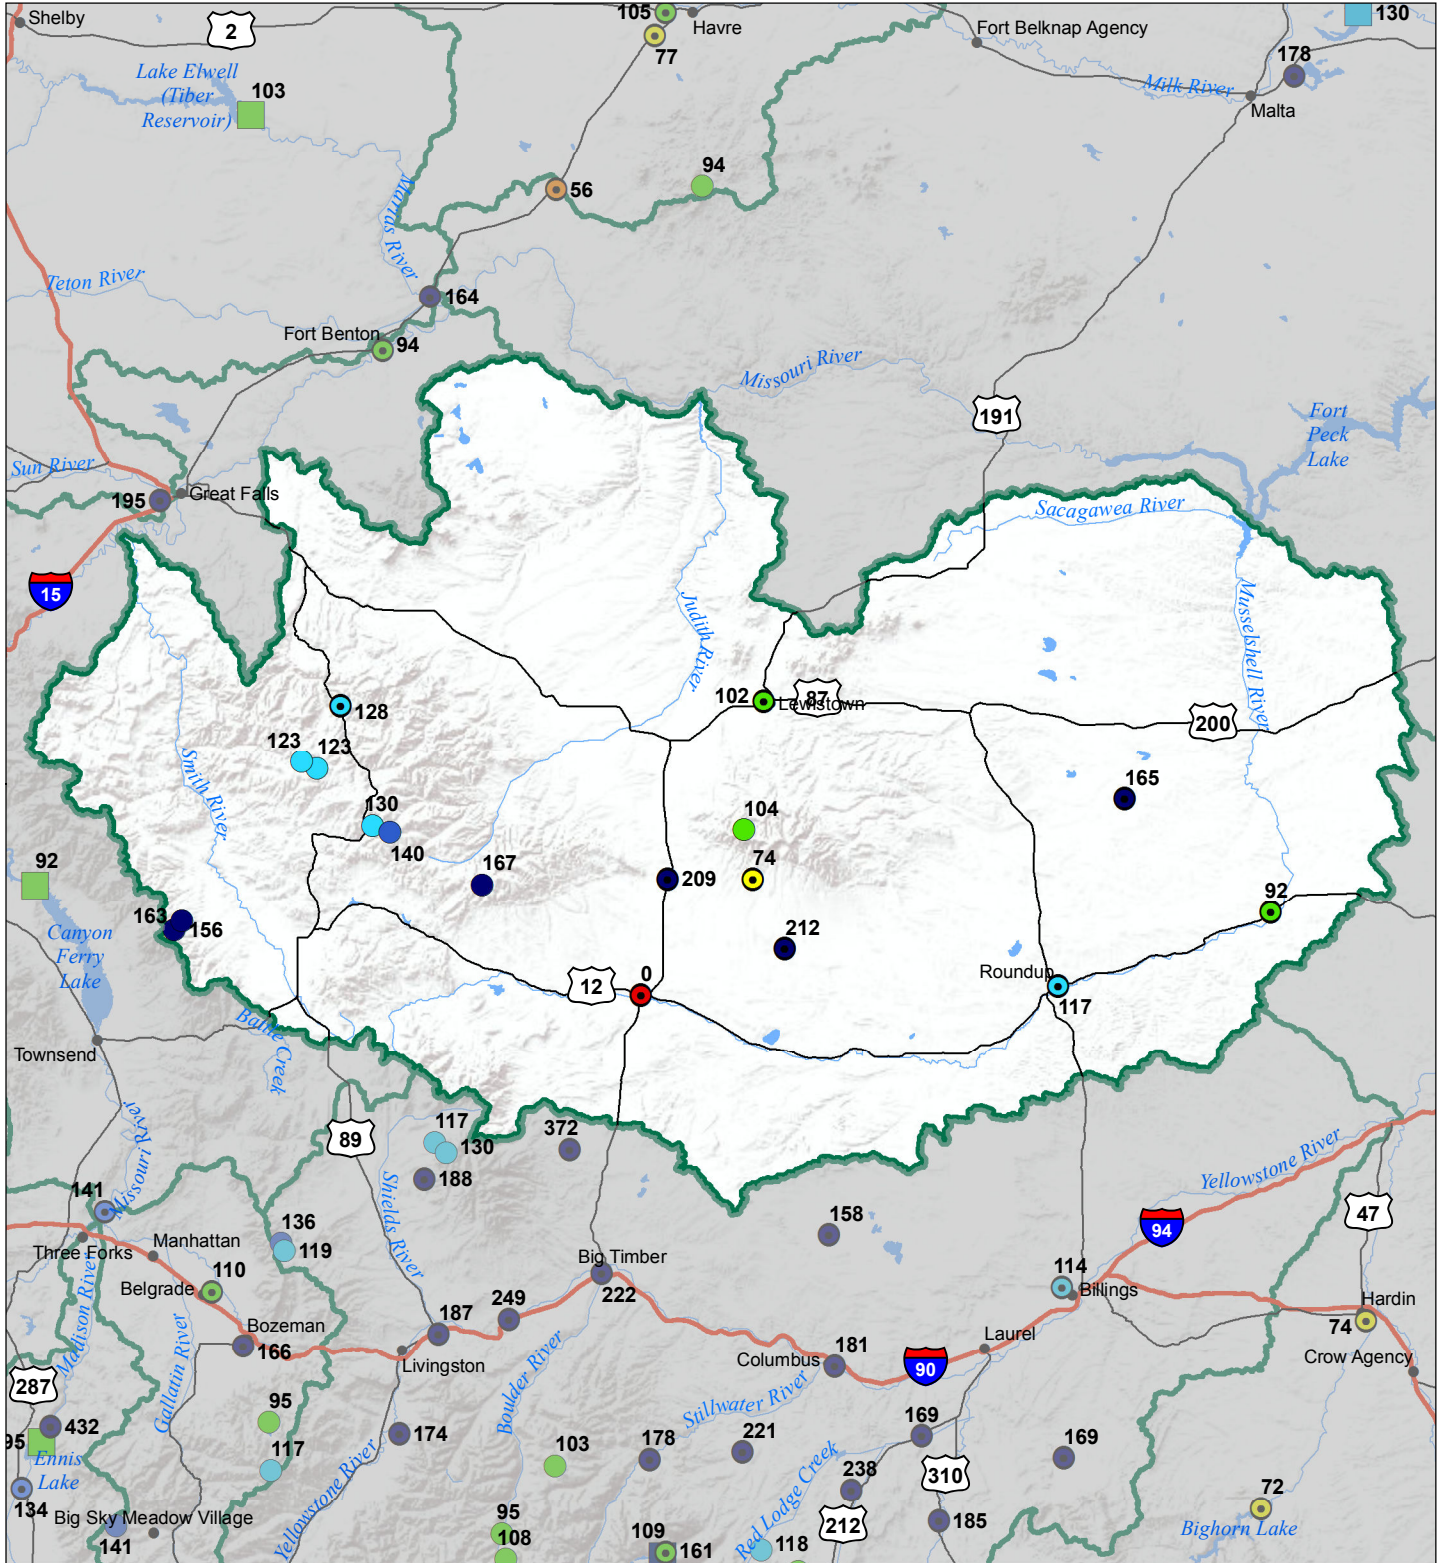 Shelby
2
105
Havre
77
Fort Belknap Agency
130
178
Milk River
Malta
Lake Elwell
(Tiber
Reservoir)
103
Marias River
56
94
Teton River
164
Fort Benton
94
Missouri River
191
Fort
Peck
Lake
Sun River
195
Great Falls
Sacagawea River
15
Judith River
Musselshell River
128
102
Lewistown
87
200
123
123
Smith River
130
140
165
104
74
167
209
92
92
163
156
Canyon
Ferry
Lake
212
0
12
Roundup
117
Battle Creek
Townsend
Missouri River
89
117
130
372
188
Shields River
Yellowstone River
141
136
119
158
47
94
Three Forks
Manhattan
Belgrade
110
Madison River
Big Timber
222
114
Billings
Hardin
74
Bozeman
166
187
249
Livingston
Gallatin River
Boulder River
Columbus
181
90
Laurel
Crow Agency
287
432
95
Ennis
Lake
95
174
Yellowstone River
Stillwater River
169
169
117
103
178
221
Red Lodge Creek
238
310
134
Big Sky Meadow Village
141
95
108
109
161
118
212
185
72
Bighorn Lake